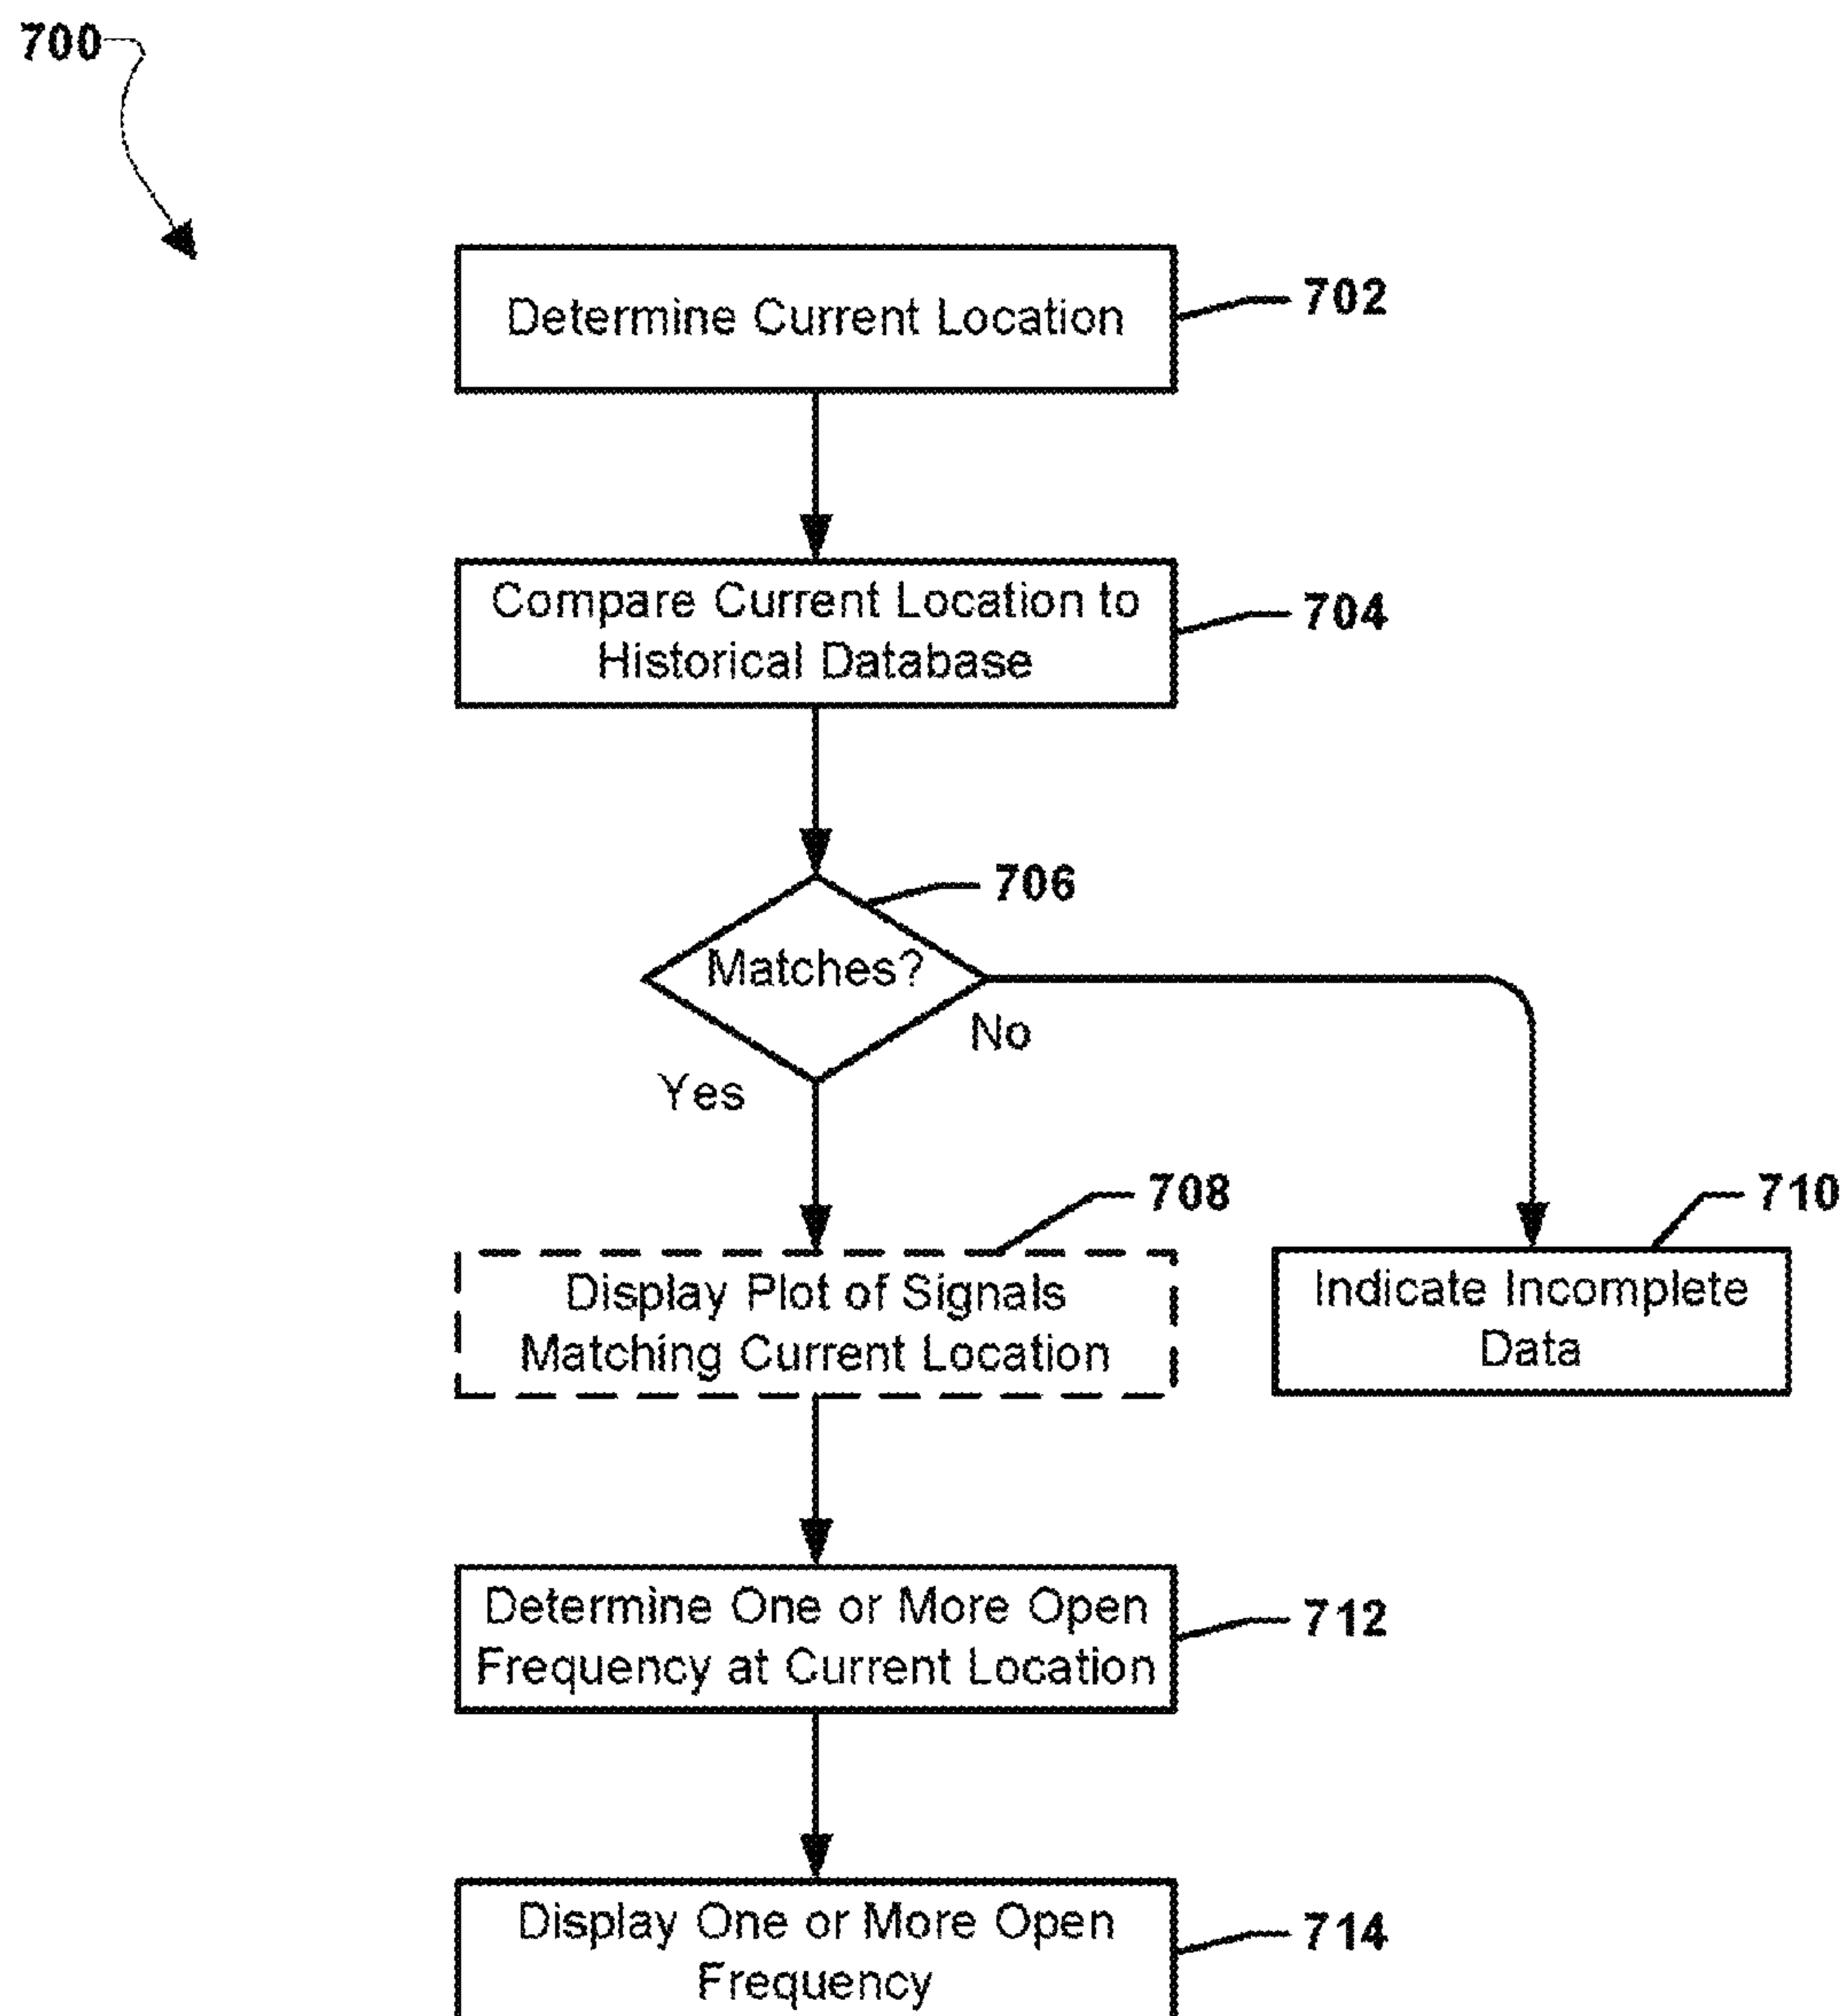 700
Determine Current Location
702
Compare Current Location to
Historical Database
704
706
Matches?
No
Yes
708
710
Display Plot of Signals
Matching Current Location
Indicate Incomplete
Data
Determine One or More Open
Frequency at Current Location
712
Display One or More Open
Frequency
714